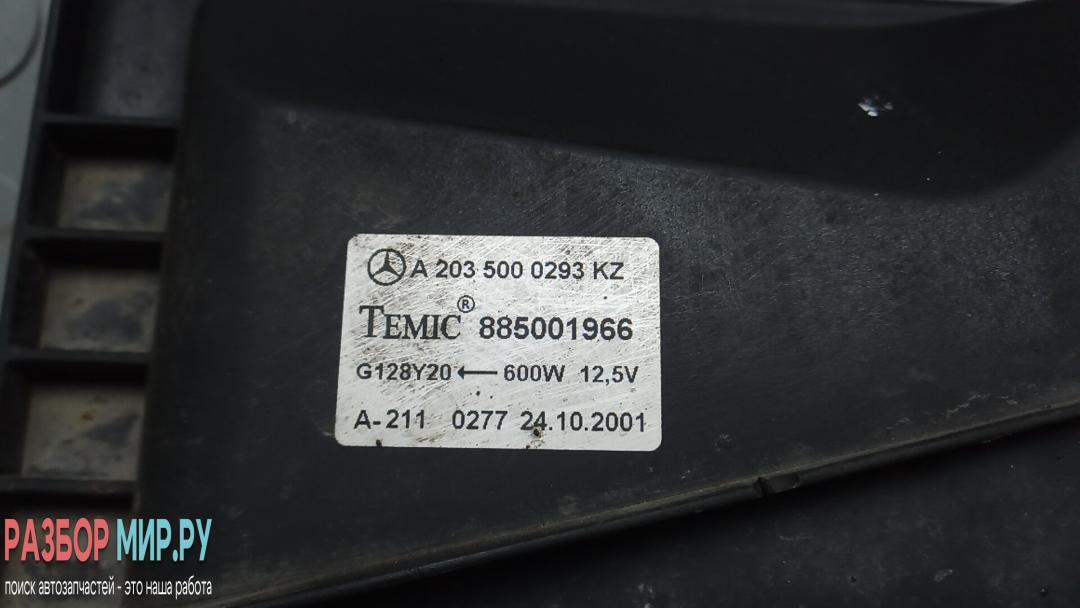 A 203 500 0293 KZ
TEMIC® 885001966
G128Y20 ← 600W 12,5V
A-211 0277 24.10.2001
РАЗБОР МИР.РУ
поиск автозапчастей - это наша работа